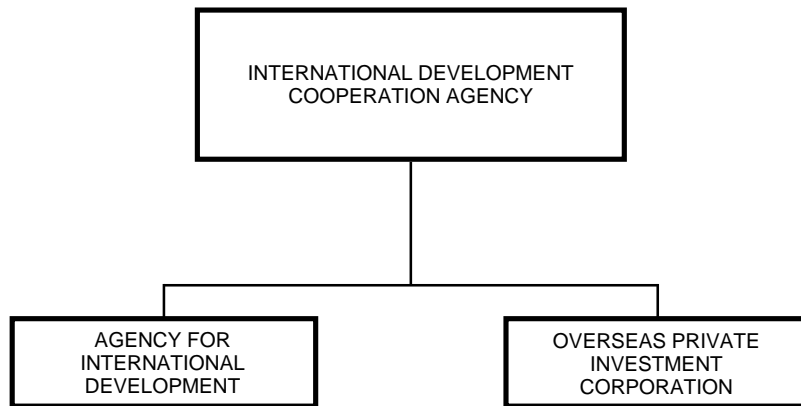 INTERNATIONAL DEVELOPMENT
COOPERATION AGENCY
AGENCY FOR
INTERNATIONAL
DEVELOPMENT
OVERSEAS PRIVATE
INVESTMENT
CORPORATION